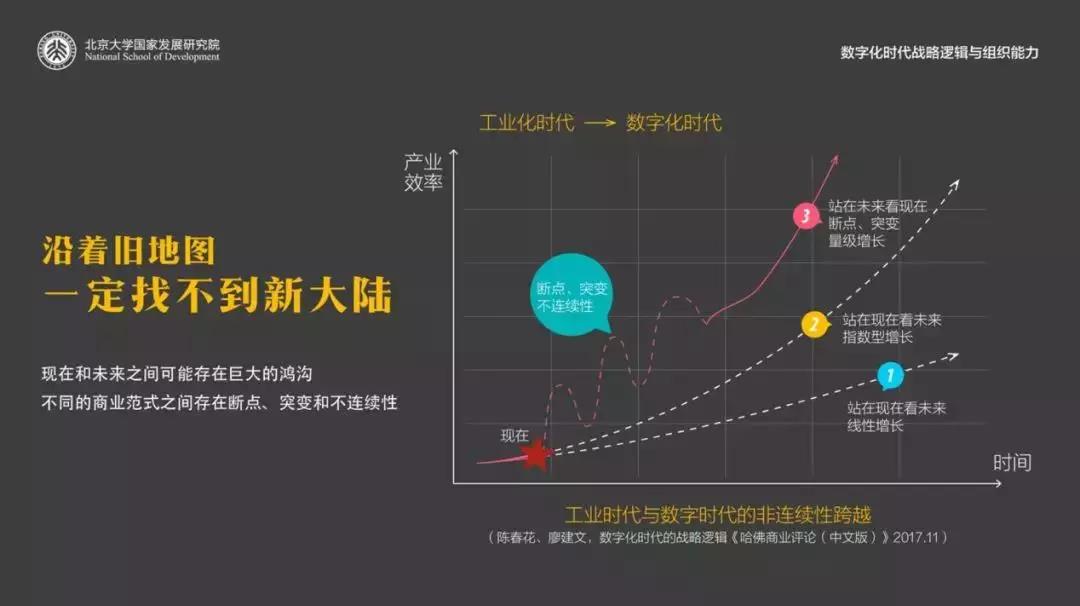 北京大学国家发展研究院
National School of Development
数字化时代战略逻辑与组织能力
沿着旧地图
一定找不到新大陆
现在和未来之间可能存在巨大的鸿沟
不同的商业范式之间存在断点、突变和不连续性
工业化时代 → 数字化时代
产业
效率
3
站在未来看现在
断点、突变
量级增长
断点、突变
不连续性
2
站在现在看未来
指数型增长
1
站在现在看未来
线性增长
现在
时间
工业时代与数字时代的非连续性跨越
（陈春花、廖建文，数字化时代的战略逻辑《哈佛商业评论（中文版）》2017.11）